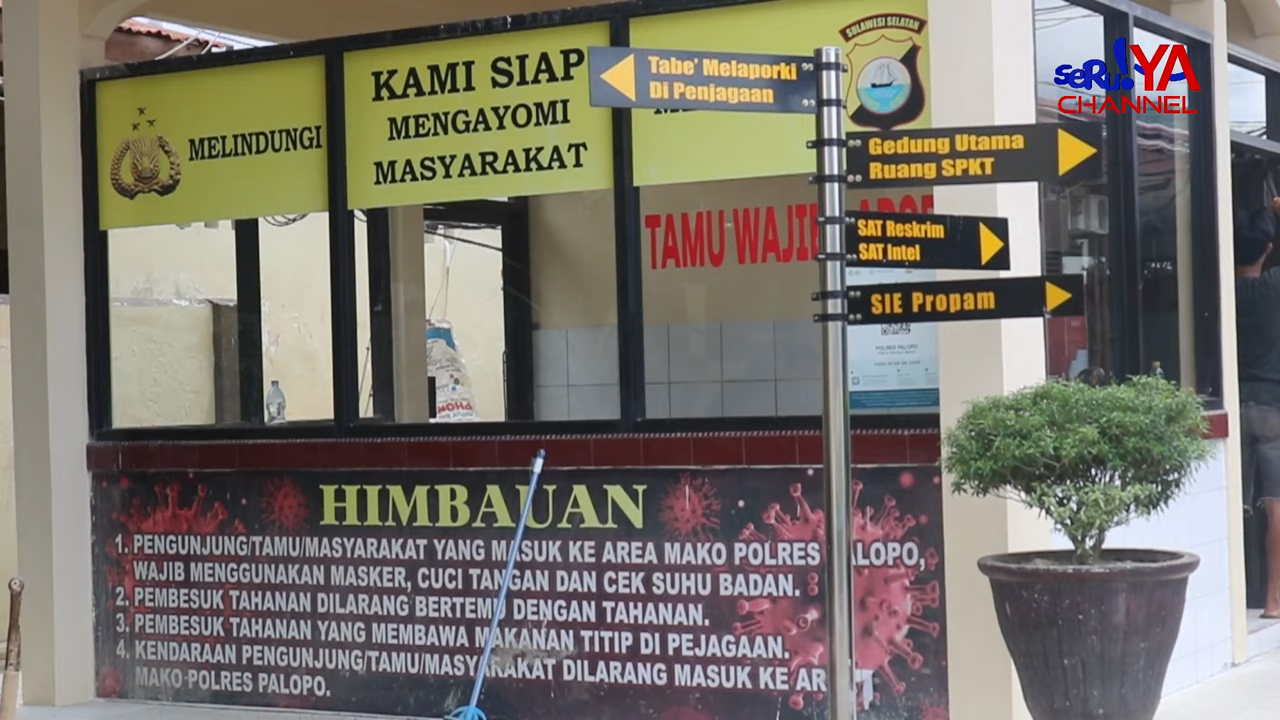 SULAWESI SELATAN
seRu!YA
CHANNEL
MELINDUNGI
KAMI SIAP
MENGAYOMI
MASYARAKAT
Tabe' Melaporki
Di Penjagaan
Gedung Utama
Ruang SPKT
SAT Reskrim
SAT Intel
SIE Propam
TAMU WAJIB
POLRES PALOPO
HIMBAUAN
1. PENGUNJUNG/TAMU/MASYARAKAT YANG MASUK KE AREA MAKO POLRES PALOPO,
WAJIB MENGGUNAKAN MASKER, CUCI TANGAN DAN CEK SUHU BADAN.
2. PEMBESUK TAHANAN DILARANG BERTEMU DENGAN TAHANAN.
3. PEMBESUK TAHANAN YANG MEMBAWA MAKANAN TITIP DI PEJAGAAN.
4. KENDARAAN PENGUNJUNG/TAMU/MASYARAKAT DILARANG MASUK KE AREA
MAKO POLRES PALOPO.